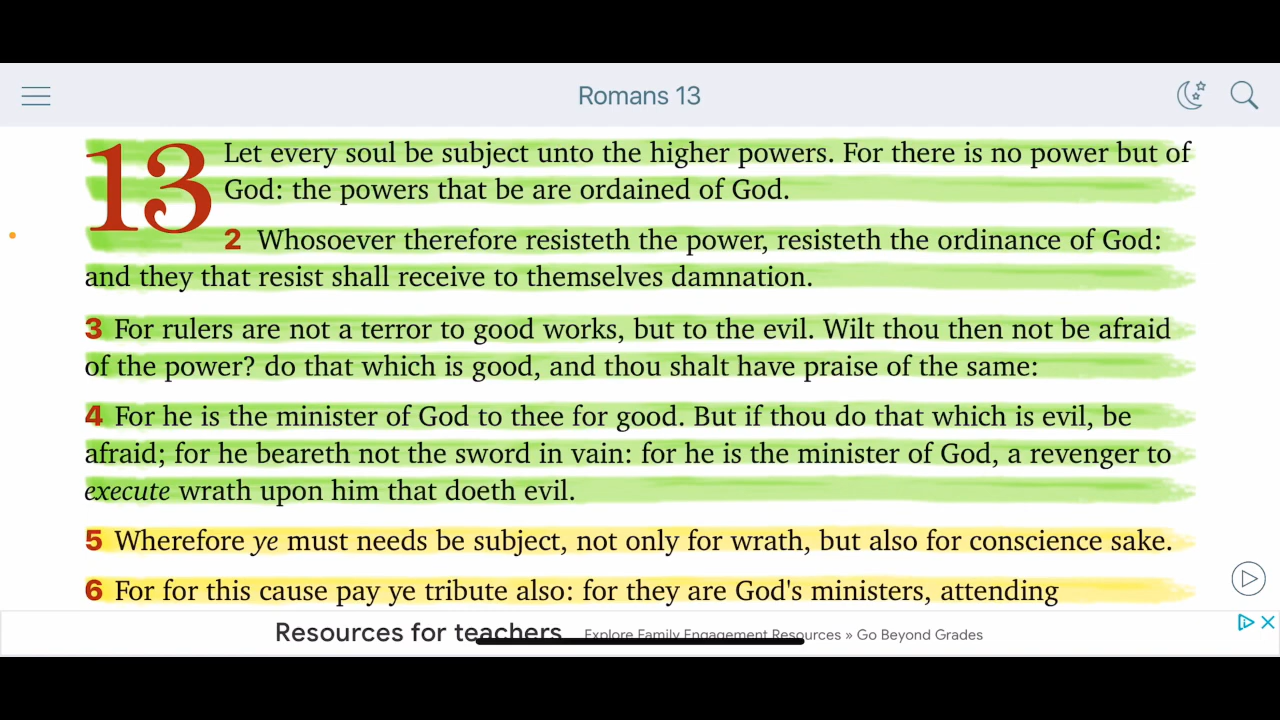 Romans 13
13 Let every soul be subject unto the higher powers. For there is no power but of
God: the powers that be are ordained of God.
2 Whosoever therefore resisteth the power, resisteth the ordinance of God:
and they that resist shall receive to themselves damnation.
3 For rulers are not a terror to good works, but to the evil. Wilt thou then not be afraid
of the power? do that which is good, and thou shalt have praise of the same:
4 For he is the minister of God to thee for good. But if thou do that which is evil, be
afraid; for he beareth not the sword in vain: for he is the minister of God, a revenger to
execute wrath upon him that doeth evil.
5 Wherefore ye must needs be subject, not only for wrath, but also for conscience sake.
6 For for this cause pay ye tribute also: for they are God's ministers, attending
Resources for teachers Explore Family Engagement Resources » Go Beyond Grades